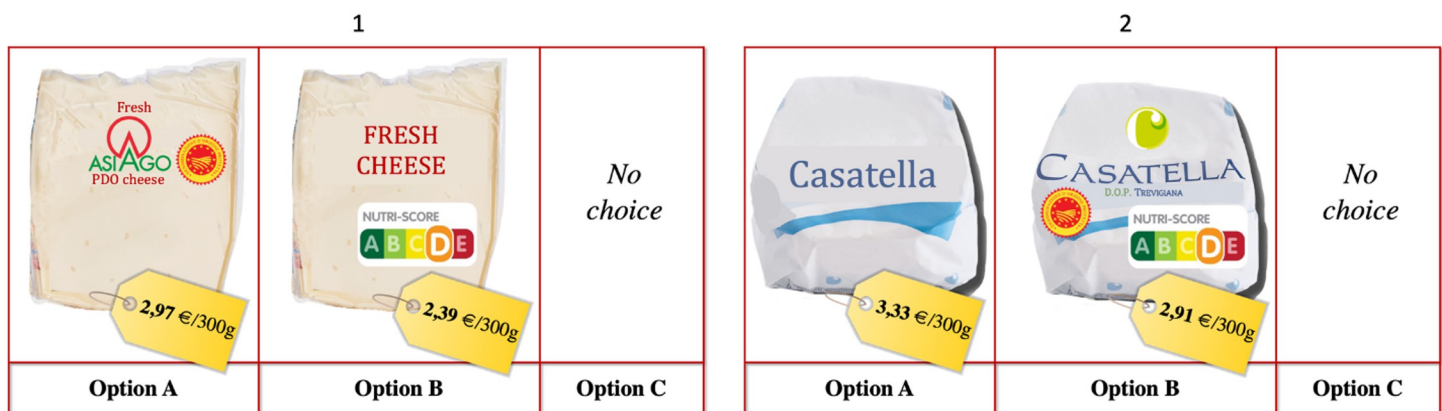 1
Fresh
ASIAGO
PDO cheese
2,97 €/300g
Option A
FRESH
CHEESE
NUTRI-SCORE
A B C D E
2,39 €/300g
Option B
No
choice
Option C
2
Casatella
3,33 €/300g
Option A
CASATELLA
D.O.P. TREVIGIANA
NUTRI-SCORE
A B C D E
2,91 €/300g
Option B
No
choice
Option C